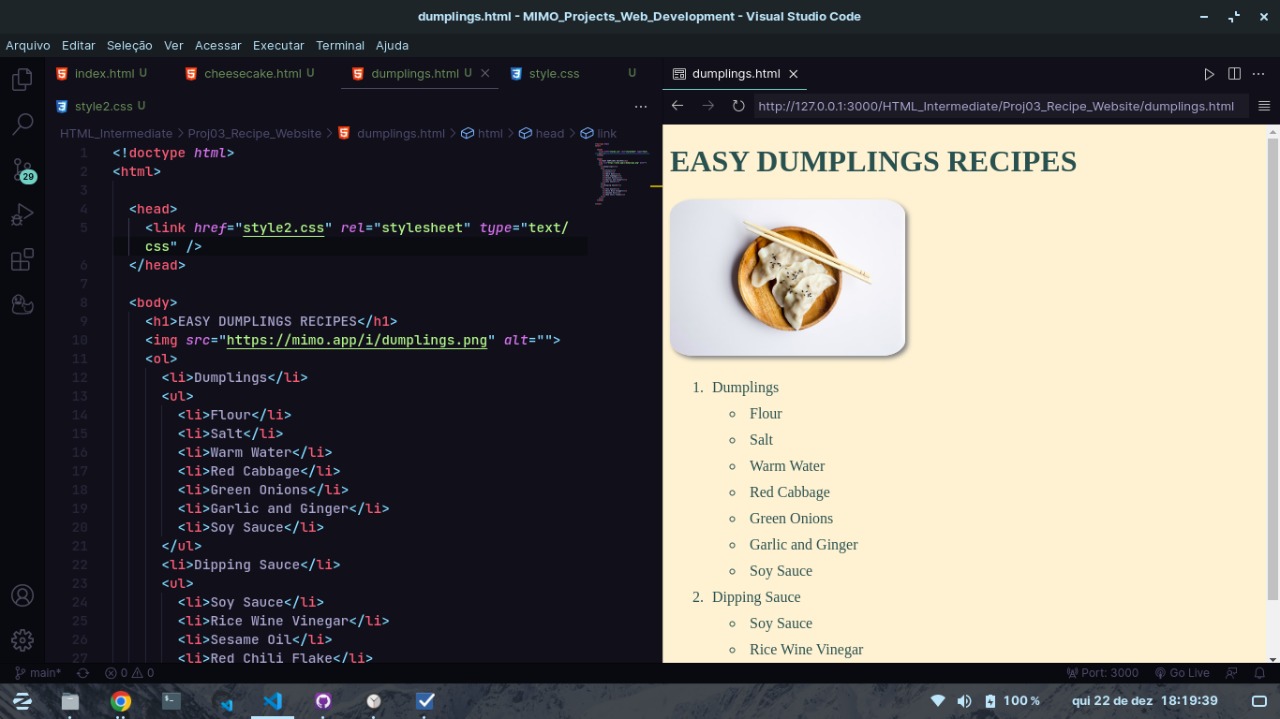 dumplings.html - MIMO_Projects_Web_Development - Visual Studio Code
Arquivo Editar Seleção Ver Acessar Executar Terminal Ajuda
index.html U cheesecake.html U dumplings.html U style.css U
style2.css U
HTML_Intermediate > Proj03_Recipe_Website > dumplings.html > html > head > link
1 <!doctype html>
2 <html>
3
4 <head>
5 <link href="style2.css" rel="stylesheet" type="text/
css" />
6 </head>
7
8 <body>
9 <h1>EASY DUMPLINGS RECIPES</h1>
10 <img src="https://mimo.app/i/dumplings.png" alt="">
11 <ol>
12 <li>Dumplings</li>
13 <ul>
14 <li>Flour</li>
15 <li>Salt</li>
16 <li>Warm Water</li>
17 <li>Red Cabbage</li>
18 <li>Green Onions</li>
19 <li>Garlic and Ginger</li>
20 <li>Soy Sauce</li>
21 </ul>
22 <li>Dipping Sauce</li>
23 <ul>
24 <li>Soy Sauce</li>
25 <li>Rice Wine Vinegar</li>
26 <li>Sesame Oil</li>
27 <li>Red Chili Flake</li>
29
dumplings.html
http://127.0.0.1:3000/HTML_Intermediate/Proj03_Recipe_Website/dumplings.html
EASY DUMPLINGS RECIPES
1. Dumplings
Flour
Salt
Warm Water
Red Cabbage
Green Onions
Garlic and Ginger
Soy Sauce
2. Dipping Sauce
Soy Sauce
Rice Wine Vinegar
main* 0 0 Port: 3000 Go Live
100 % qui 22 de dez 18:19:39